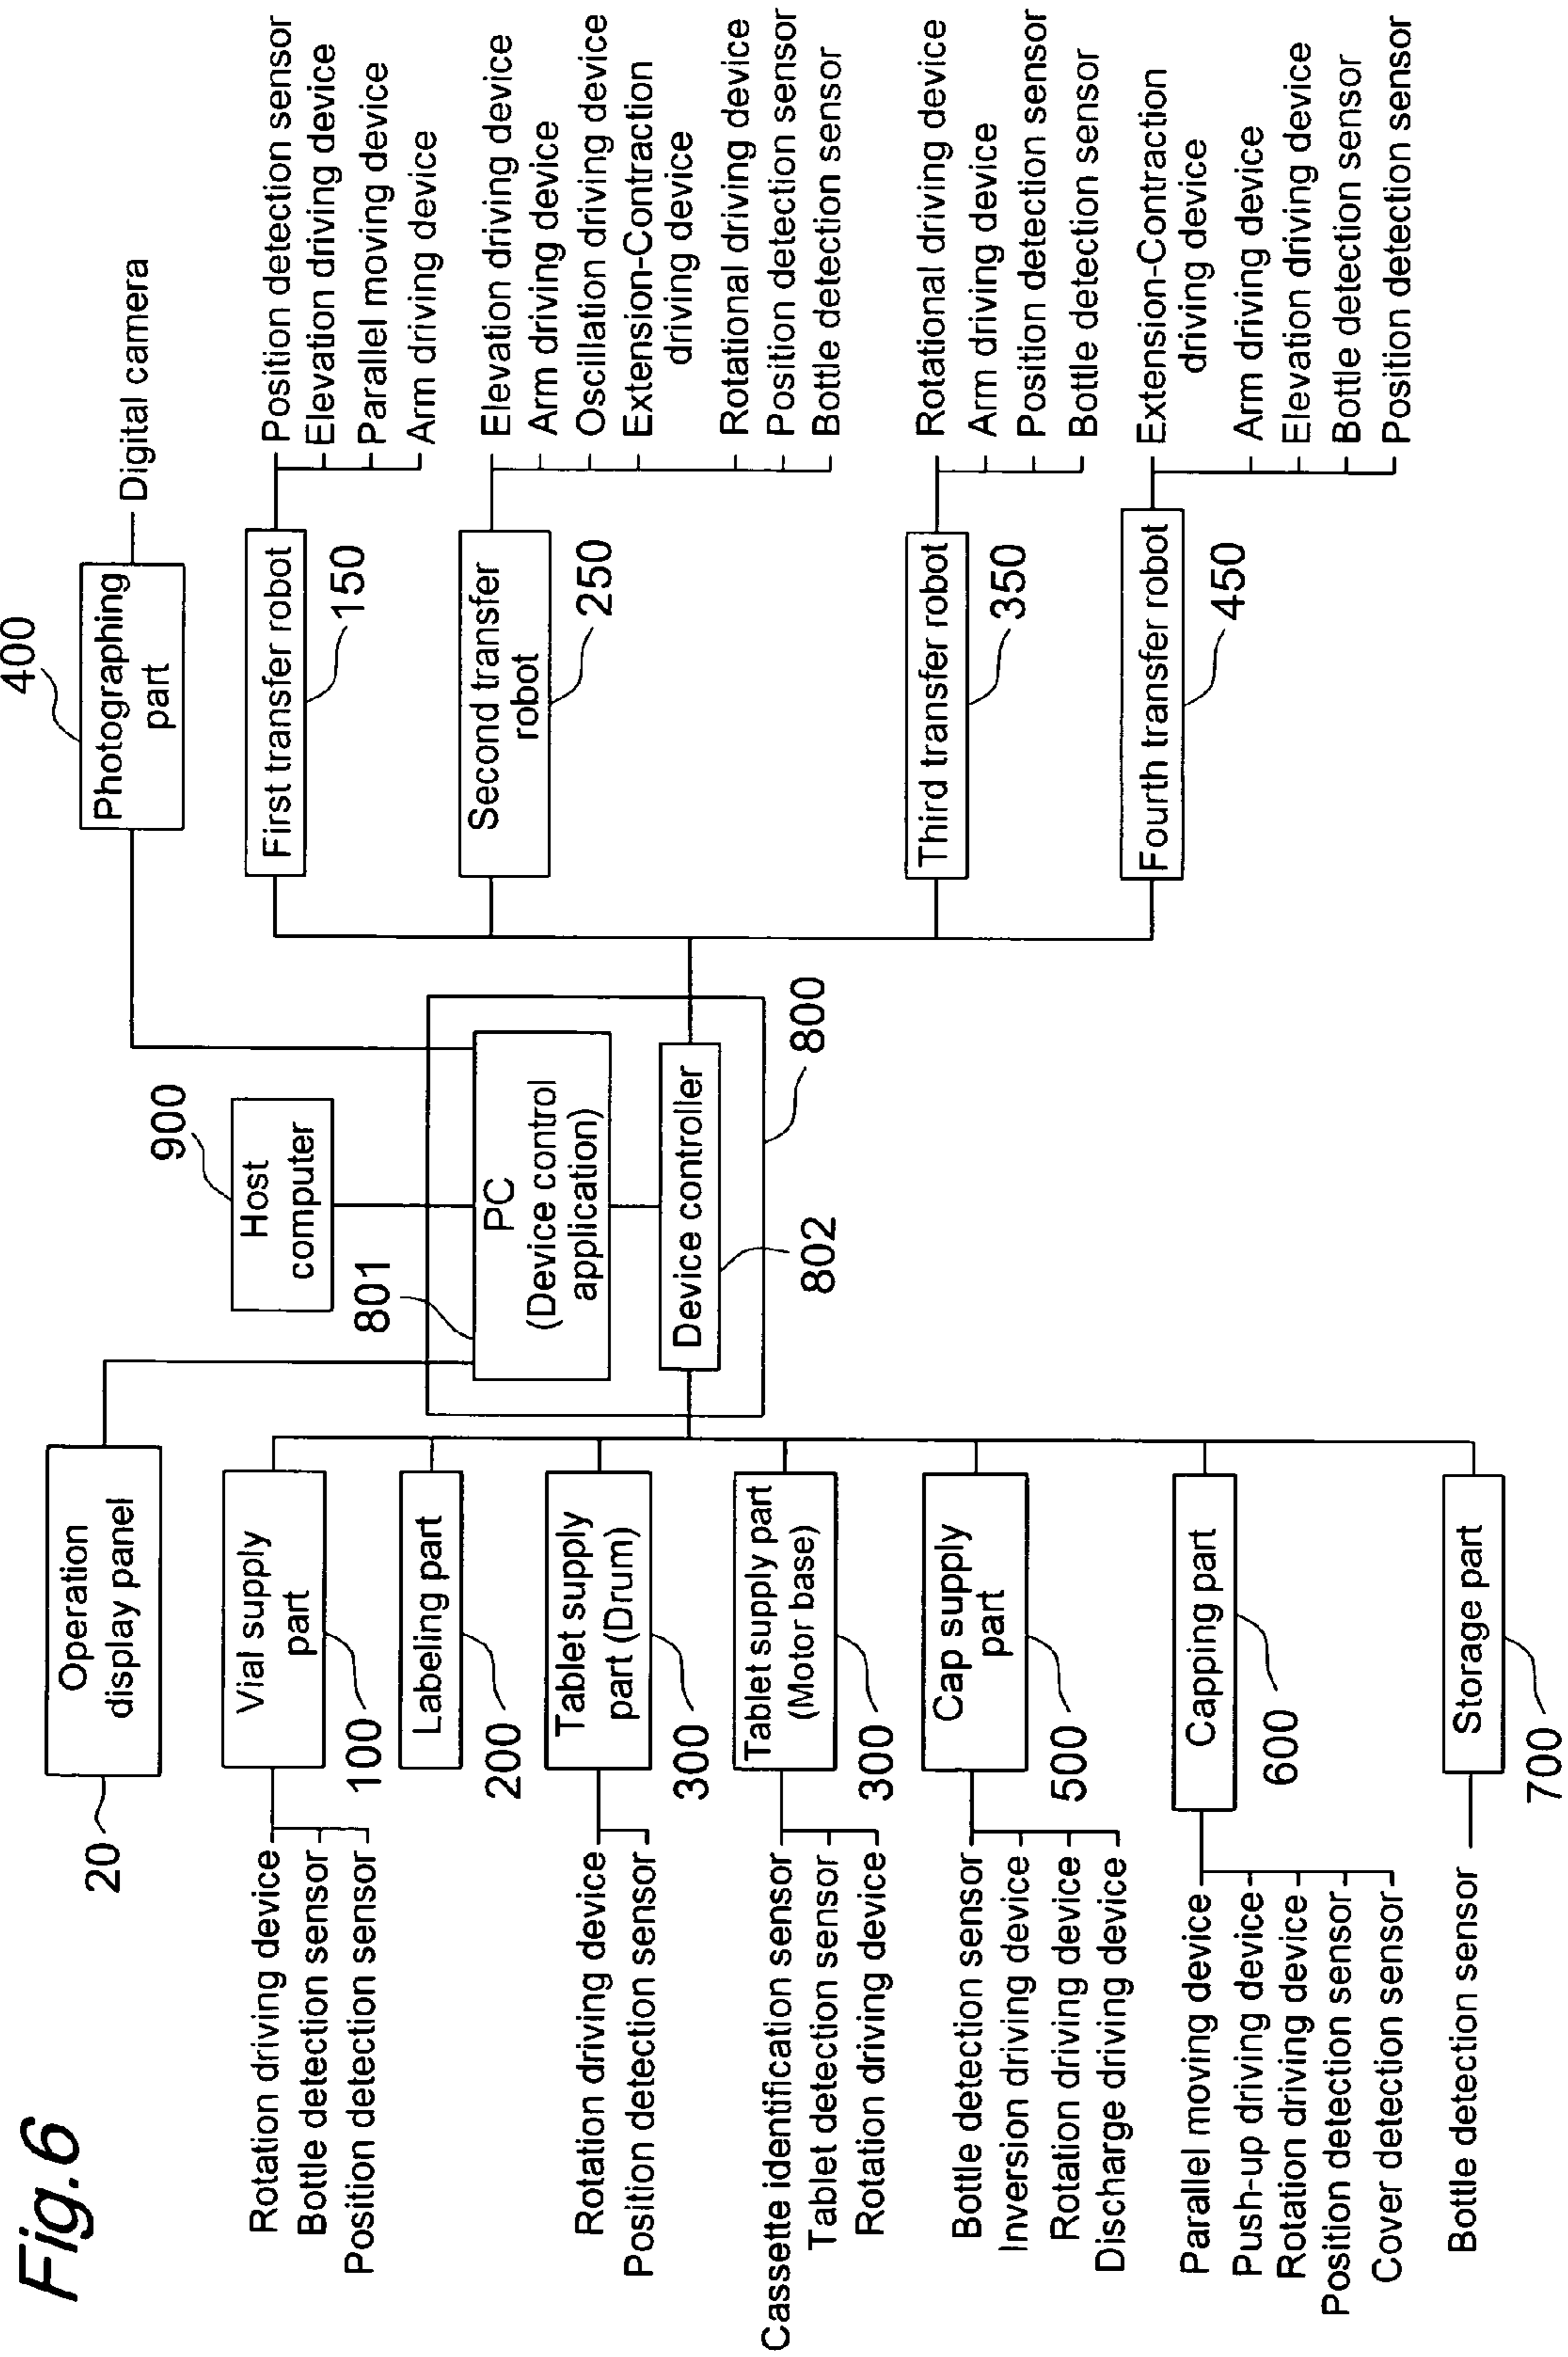 Fig.6
20
Operation
display panel
900
Host
computer
400
Photographing
part
Digital camera
801
PC
(Device control
application)
Device controller
802
800
Rotation driving device
Bottle detection sensor
Position detection sensor
Vial supply
part
100
Labeling part
200
Rotation driving device
Position detection sensor
Tablet supply
part (Drum)
300
Cassette identification sensor
Tablet detection sensor
Rotation driving device
Tablet supply part
(Motor base)
300
Bottle detection sensor
Inversion driving device
Rotation driving device
Discharge driving device
Cap supply
part
500
Parallel moving device
Push-up driving device
Rotation driving device
Position detection sensor
Cover detection sensor
Capping part
600
Bottle detection sensor
Storage part
700
First transfer robot
150
Position detection sensor
Elevation driving device
Parallel moving device
Arm driving device
Second transfer
robot
250
Elevation driving device
Arm driving device
Oscillation driving device
Extension-Contraction
driving device
Rotational driving device
Position detection sensor
Bottle detection sensor
Third transfer robot
350
Rotational driving device
Arm driving device
Position detection sensor
Bottle detection sensor
Fourth transfer robot
450
Extension-Contraction
driving device
Arm driving device
Elevation driving device
Bottle detection sensor
Position detection sensor